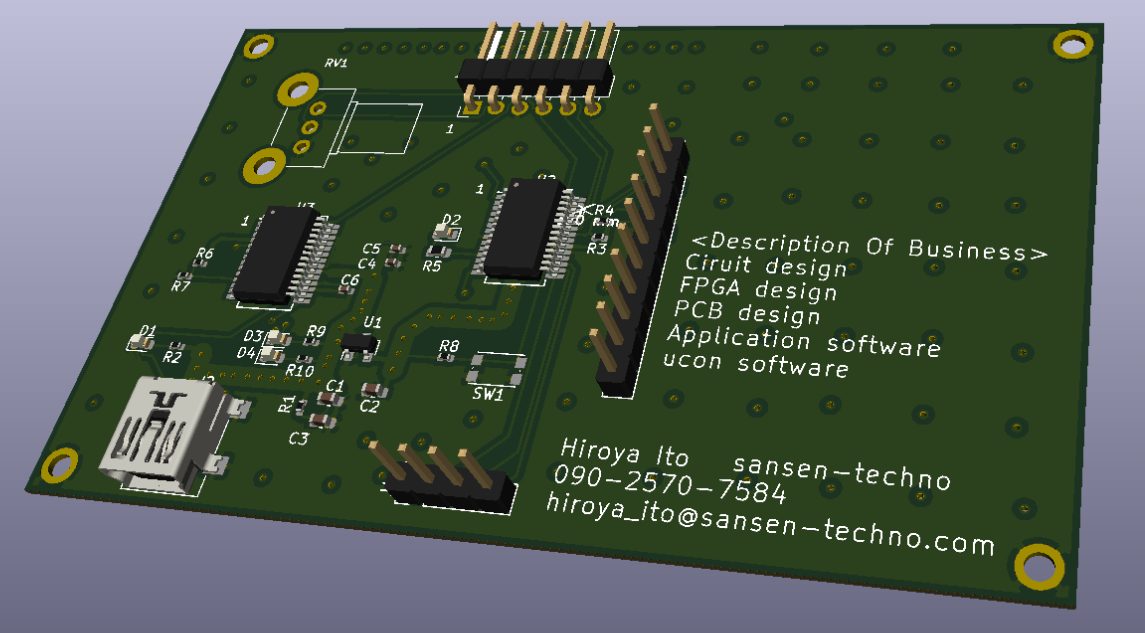 RV1
1
U3
1
1
D2
R5
R4
R3
C5
C4
C6
R6
R7
<Description Of Business>
Ciruit design
FPGA design
PCB design
Application software
ucon software
D1
R2
D3
D4
R9
R10
U1
R8
SW1
R1
C1
C2
C3
Hiroya Ito sansen-techno
090-2570-7584
hiroya_ito@sansen-techno.com